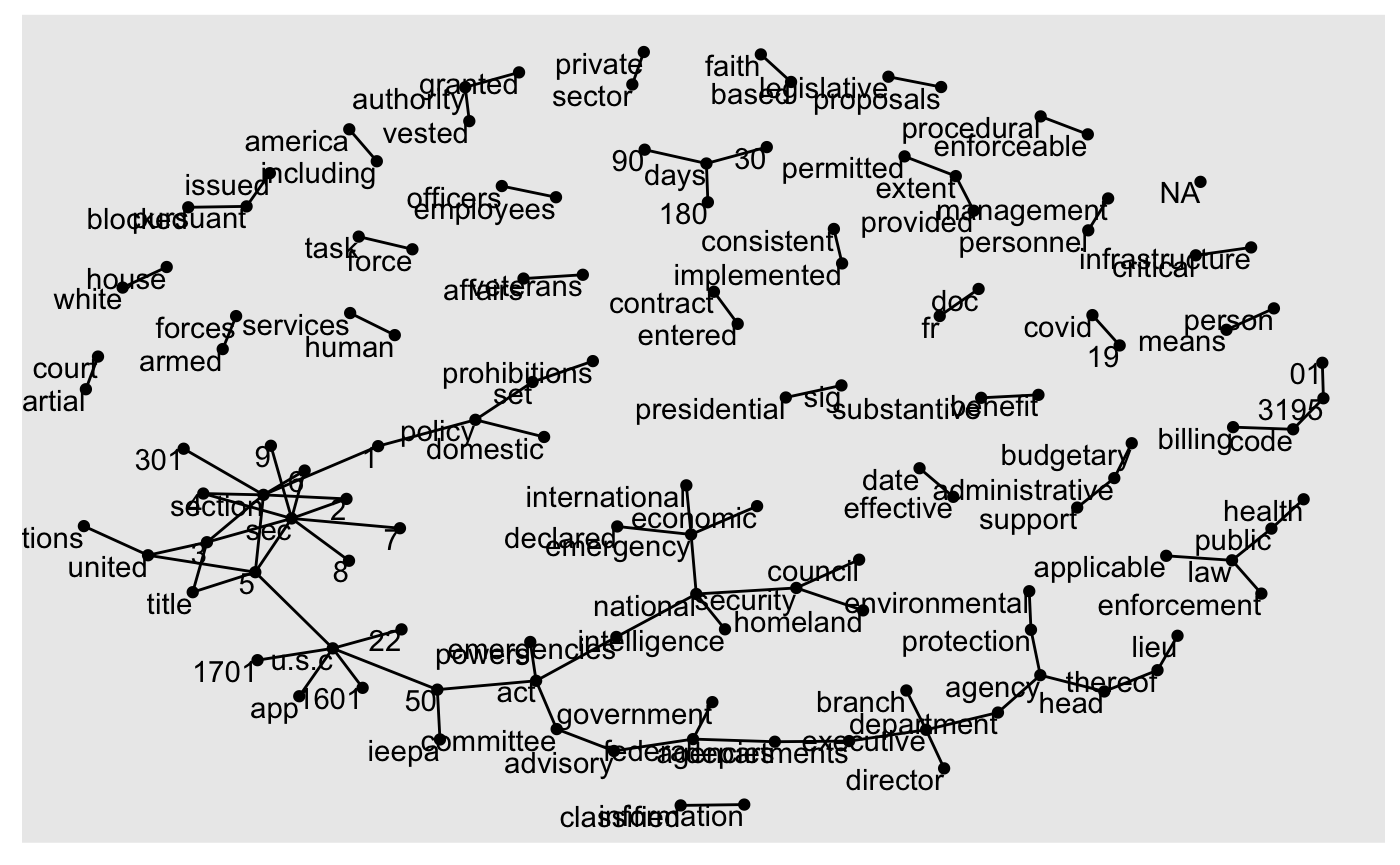 private
faith
granted
sector
based
legislative
proposals
authority
vested
procedural
enforceable
america
including
90
30
days
180
permitted
extent
provided
management
personnel
NA
issued
blocked
pursuant
officers
employees
task
force
consistent
implemented
infrastructure
critical
house
white
affairs
veterans
contract
entered
doc
fr
covid
19
person
means
forces
armed
services
human
court
artial
prohibitions
set
presidential
sig
substantive
benefit
01
3195
billing
code
policy
domestic
1
301
9
6
4
section
2
sec
7
3
8
5
tions
united
title
international
economic
declared
emergency
date
effective
budgetary
administrative
support
health
public
applicable
law
enforcement
council
national
security
homeland
environmental
protection
intelligence
emergencies
powers
act
lieu
thereof
head
agency
22
u.s.c
1701
app
1601
50
ieepa
committee
advisory
government
federal
agencies
departments
executive
branch
department
director
classified
information